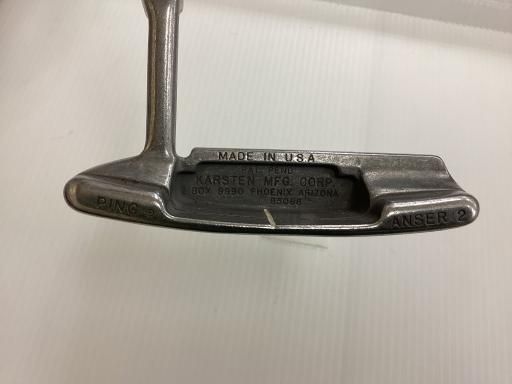 MADE IN U.S.A.
PAT. PEND.
KARSTEN MFG. CORP.
BOX 9990 PHOENIX ARIZONA
85068
PING ®
ANSER 2